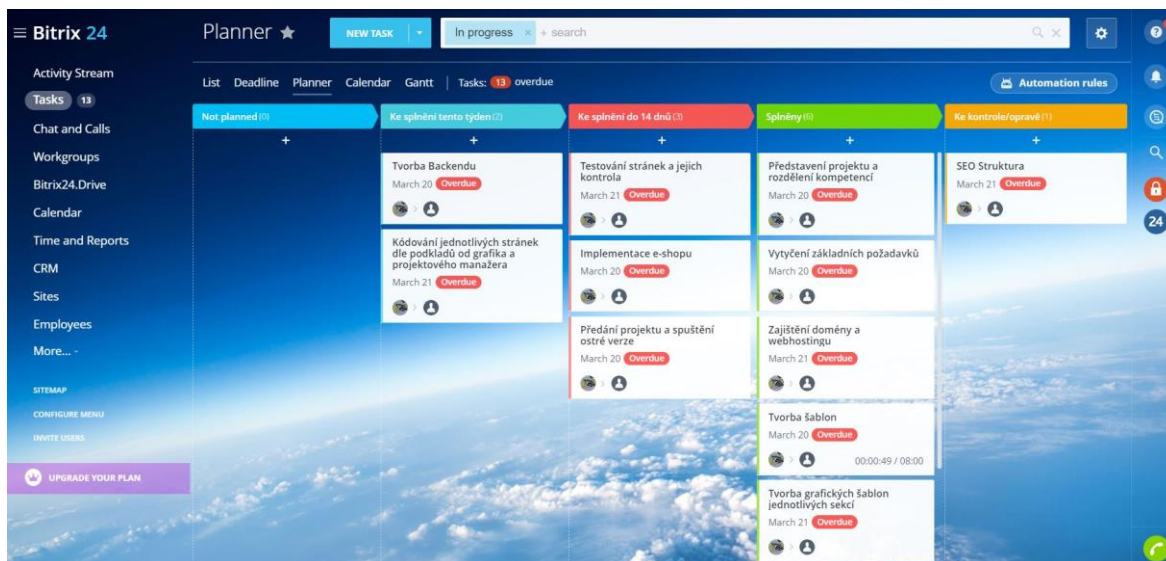 Bitrix 24
Planner
NEW TASK
In progress × + search
Activity Stream
Tasks 13
Chat and Calls
Workgroups
Bitrix24.Drive
Calendar
Time and Reports
CRM
Sites
Employees
More... -
SITEMAP
CONFIGURE MENU
INVITE USERS
UPGRADE YOUR PLAN
List Deadline Planner Calendar Gantt | Tasks: 13 overdue
Automation rules
Not planned (0)
+
Ke splnění tento týden (2)
+
Tvorba Backendu
March 20 Overdue
Kódování jednotlivých stránek
dle podkladů od grafika a
projektového manažera
March 21 Overdue
Ke splnění do 14 dnů (3)
+
Testování stránek a jejich
kontrola
March 21 Overdue
Implementace e-shopu
March 20 Overdue
Předání projektu a spuštění
ostré verze
March 20 Overdue
Splněny (6)
+
Představení projektu a
rozdělení kompetencí
March 20 Overdue
Vytyčení základních požadavků
March 20 Overdue
Zajištění domény a
webhostingu
March 21 Overdue
Tvorba šablon
March 20 Overdue
00:00:49 / 08:00
Tvorba grafických šablon
jednotlivých sekcí
March 21 Overdue
Ke kontrole/opravě (1)
+
SEO Struktura
March 21 Overdue
24